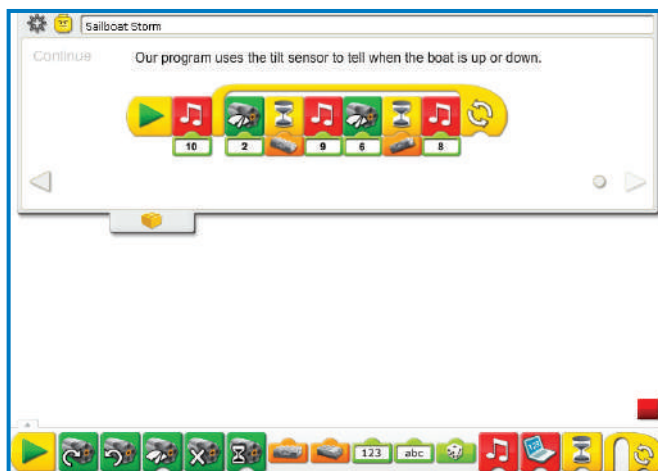 Sailboat Storm
Continue
Our program uses the tilt sensor to tell when the boat is up or down.
10 2 9 6 8
123 abc